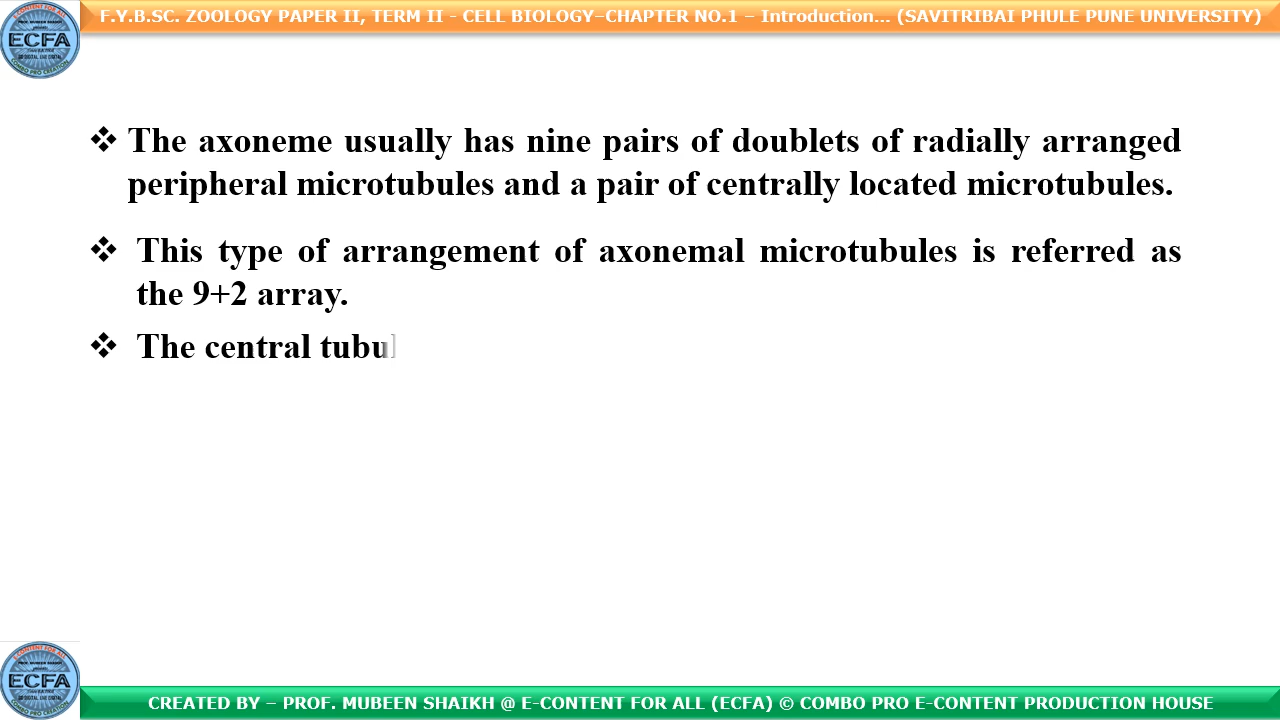 F.Y.B.SC. ZOOLOGY PAPER II, TERM II - CELL BIOLOGY–CHAPTER NO.1 – Introduction... (SAVITRIBAI PHULE PUNE UNIVERSITY)
ECFA
❖ The axoneme usually has nine pairs of doublets of radially arranged
peripheral microtubules and a pair of centrally located microtubules.
❖ This type of arrangement of axonemal microtubules is referred as
the 9+2 array.
❖ The central tubul
ECFA
CREATED BY – PROF. MUBEEN SHAIKH @ E-CONTENT FOR ALL (ECFA) © COMBO PRO E-CONTENT PRODUCTION HOUSE